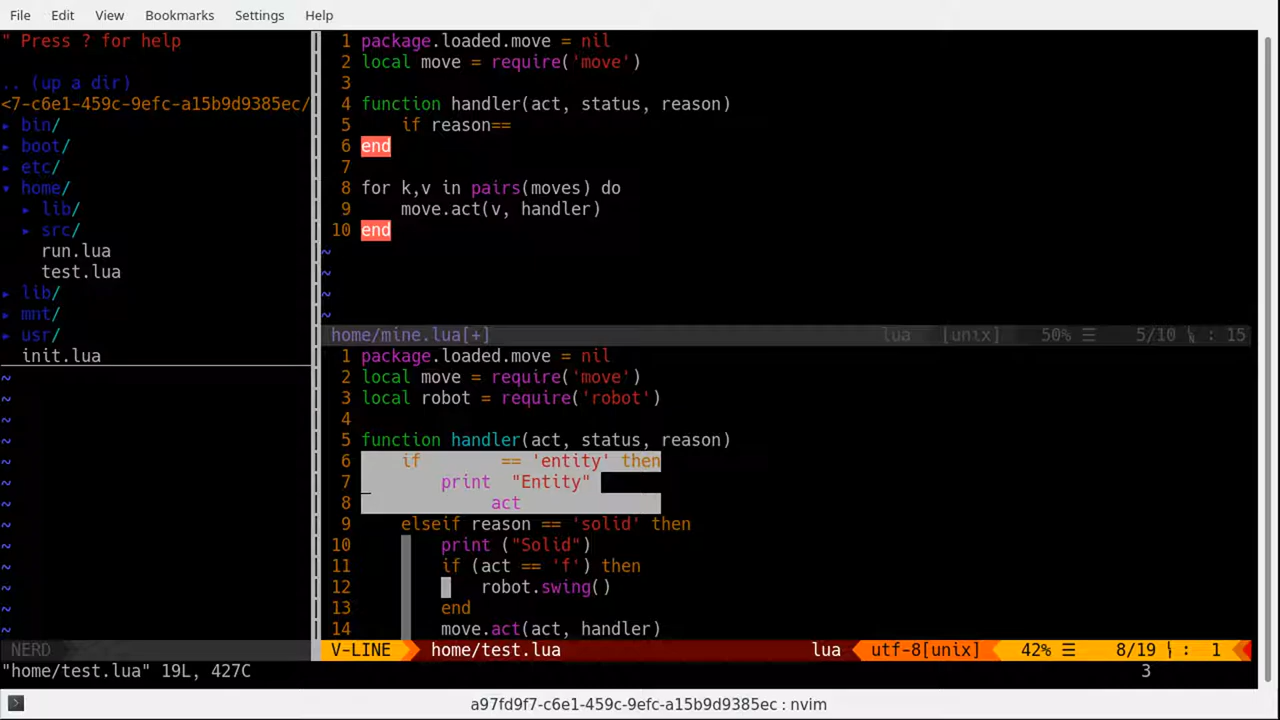 File Edit View Bookmarks Settings Help
" Press ? for help
.. (up a dir)
<7-c6e1-459c-9efc-a15b9d9385ec/
▸ bin/
▸ boot/
▸ etc/
▾ home/
▸ lib/
▸ src/
run.lua
test.lua
▸ lib/
▸ mnt/
▸ usr/
init.lua
~
~
~
~
~
~
~
~
~
~
~
~
~
NERD
1 package.loaded.move = nil
2 local move = require('move')
3
4 function handler(act, status, reason)
5 if reason==
6 end
7
8 for k,v in pairs(moves) do
9 move.act(v, handler)
10 end
~
~
~
~
home/mine.lua[+] lua [unix] 50% ☰ 5/10 : 15
1 package.loaded.move = nil
2 local move = require('move')
3 local robot = require('robot')
4
5 function handler(act, status, reason)
6 if == 'entity' then
7 print "Entity"
8 act
9 elseif reason == 'solid' then
10 print ("Solid")
11 if (act == 'f') then
12 robot.swing()
13 end
14 move.act(act, handler)
V-LINE home/test.lua lua utf-8[unix] 42% ☰ 8/19 : 1
"home/test.lua" 19L, 427C 3
a97fd9f7-c6e1-459c-9efc-a15b9d9385ec : nvim